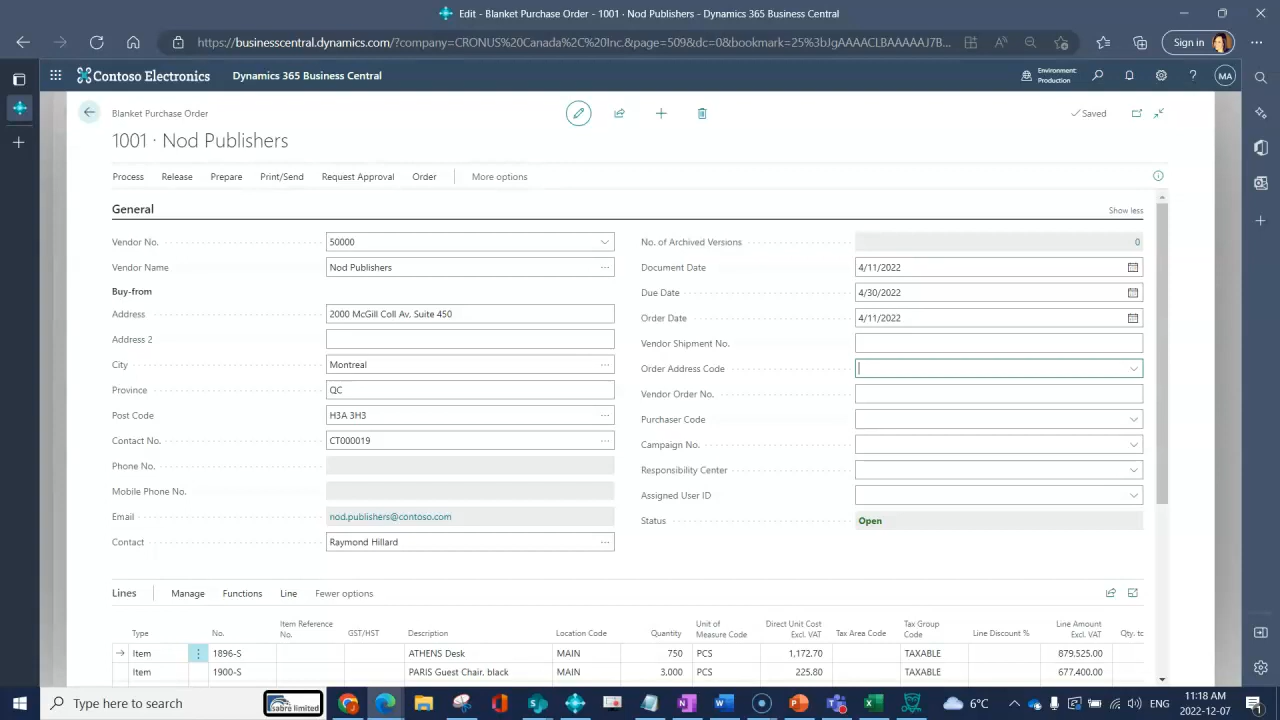 Edit - Blanket Purchase Order - 1001 · Nod Publishers - Dynamics 365 Business Central
https://businesscentral.dynamics.com/?company=CRONUS%20Canada%2C%20Inc.&page=509&dc=0&bookmark=25%3bJgAAAACLBAAAAAJ7B...
Sign in
Contoso Electronics
Dynamics 365 Business Central
Environment:
Production
MA
Blanket Purchase Order
Saved
1001 · Nod Publishers
Process Release Prepare Print/Send Request Approval Order More options
General
Show less
Vendor No. 50000
Vendor Name Nod Publishers
Buy-from
Address 2000 McGill Coll Av, Suite 450
Address 2
City Montreal
Province QC
Post Code H3A 3H3
Contact No. CT000019
Phone No.
Mobile Phone No.
Email nod.publishers@contoso.com
Contact Raymond Hillard
No. of Archived Versions 0
Document Date 4/11/2022
Due Date 4/30/2022
Order Date 4/11/2022
Vendor Shipment No.
Order Address Code
Vendor Order No.
Purchaser Code
Campaign No.
Responsibility Center
Assigned User ID
Status Open
Lines Manage Functions Line Fewer options
Type No. Item Reference No. GST/HST Description Location Code Quantity Unit of Measure Code Direct Unit Cost Excl. VAT Tax Area Code Tax Group Code Line Discount % Line Amount Excl. VAT Qty. tc
Item 1896-S ATHENS Desk MAIN 750 PCS 1,172.70 TAXABLE 879.525.00
Item 1900-S PARIS Guest Chair, black MAIN 3,000 PCS 225.80 TAXABLE 677.400.00
Type here to search
sabre limited
6°C
ENG
11:18 AM
2022-12-07